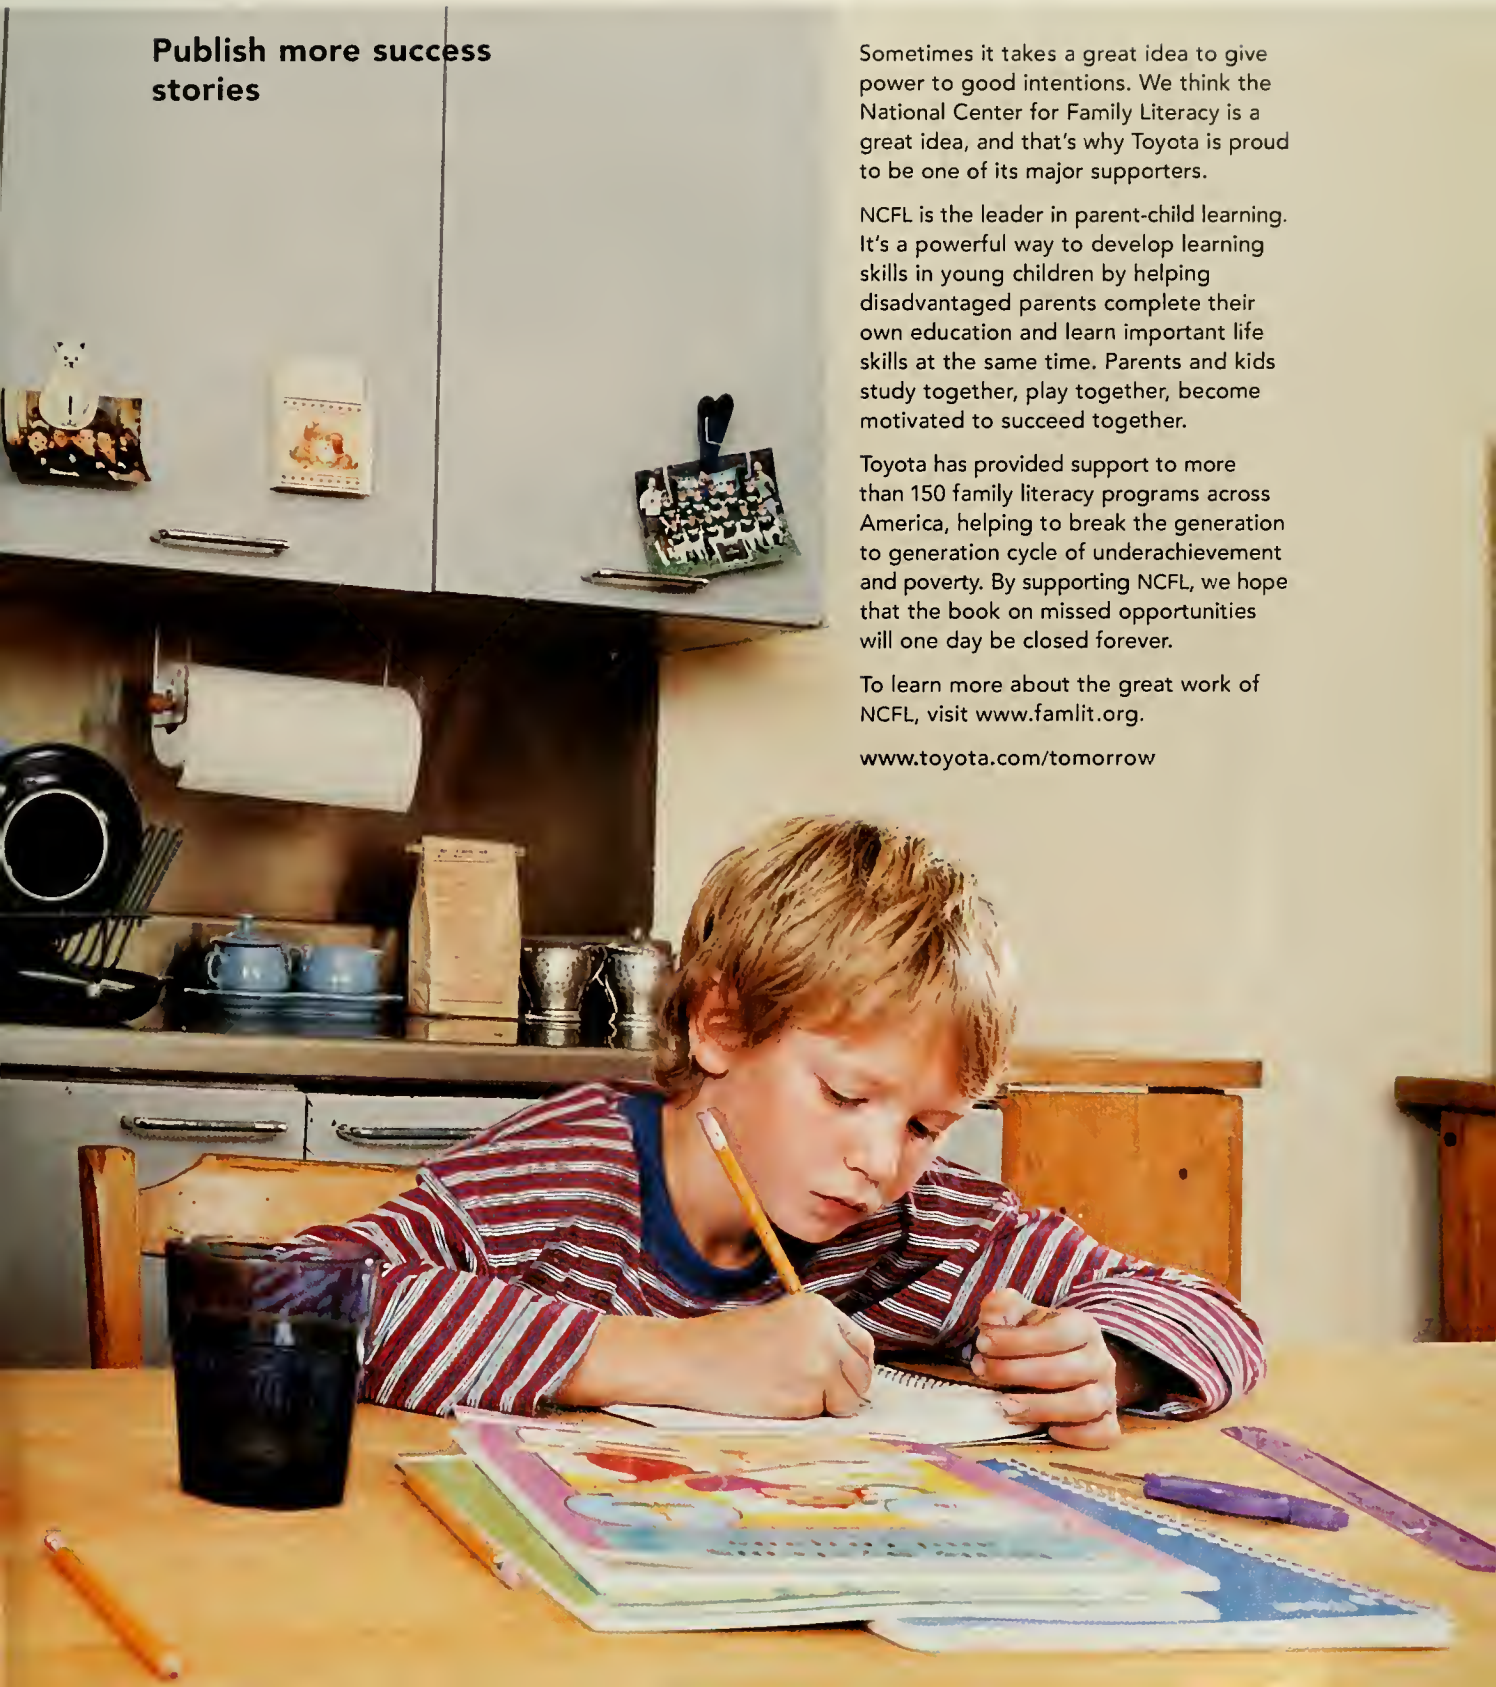 Publish more success
stories
Sometimes it takes a great idea to give
power to good intentions. We think the
National Center for Family Literacy is a
great idea, and that's why Toyota is proud
to be one of its major supporters.
NCFL is the leader in parent-child learning.
It's a powerful way to develop learning
skills in young children by helping
disadvantaged parents complete their
own education and learn important life
skills at the same time. Parents and kids
study together, play together, become
motivated to succeed together.
Toyota has provided support to more
than 150 family literacy programs across
America, helping to break the generation
to generation cycle of underachievement
and poverty. By supporting NCFL, we hope
that the book on missed opportunities
will one day be closed forever.
To learn more about the great work of
NCFL, visit www.famlit.org.
www.toyota.com/tomorrow